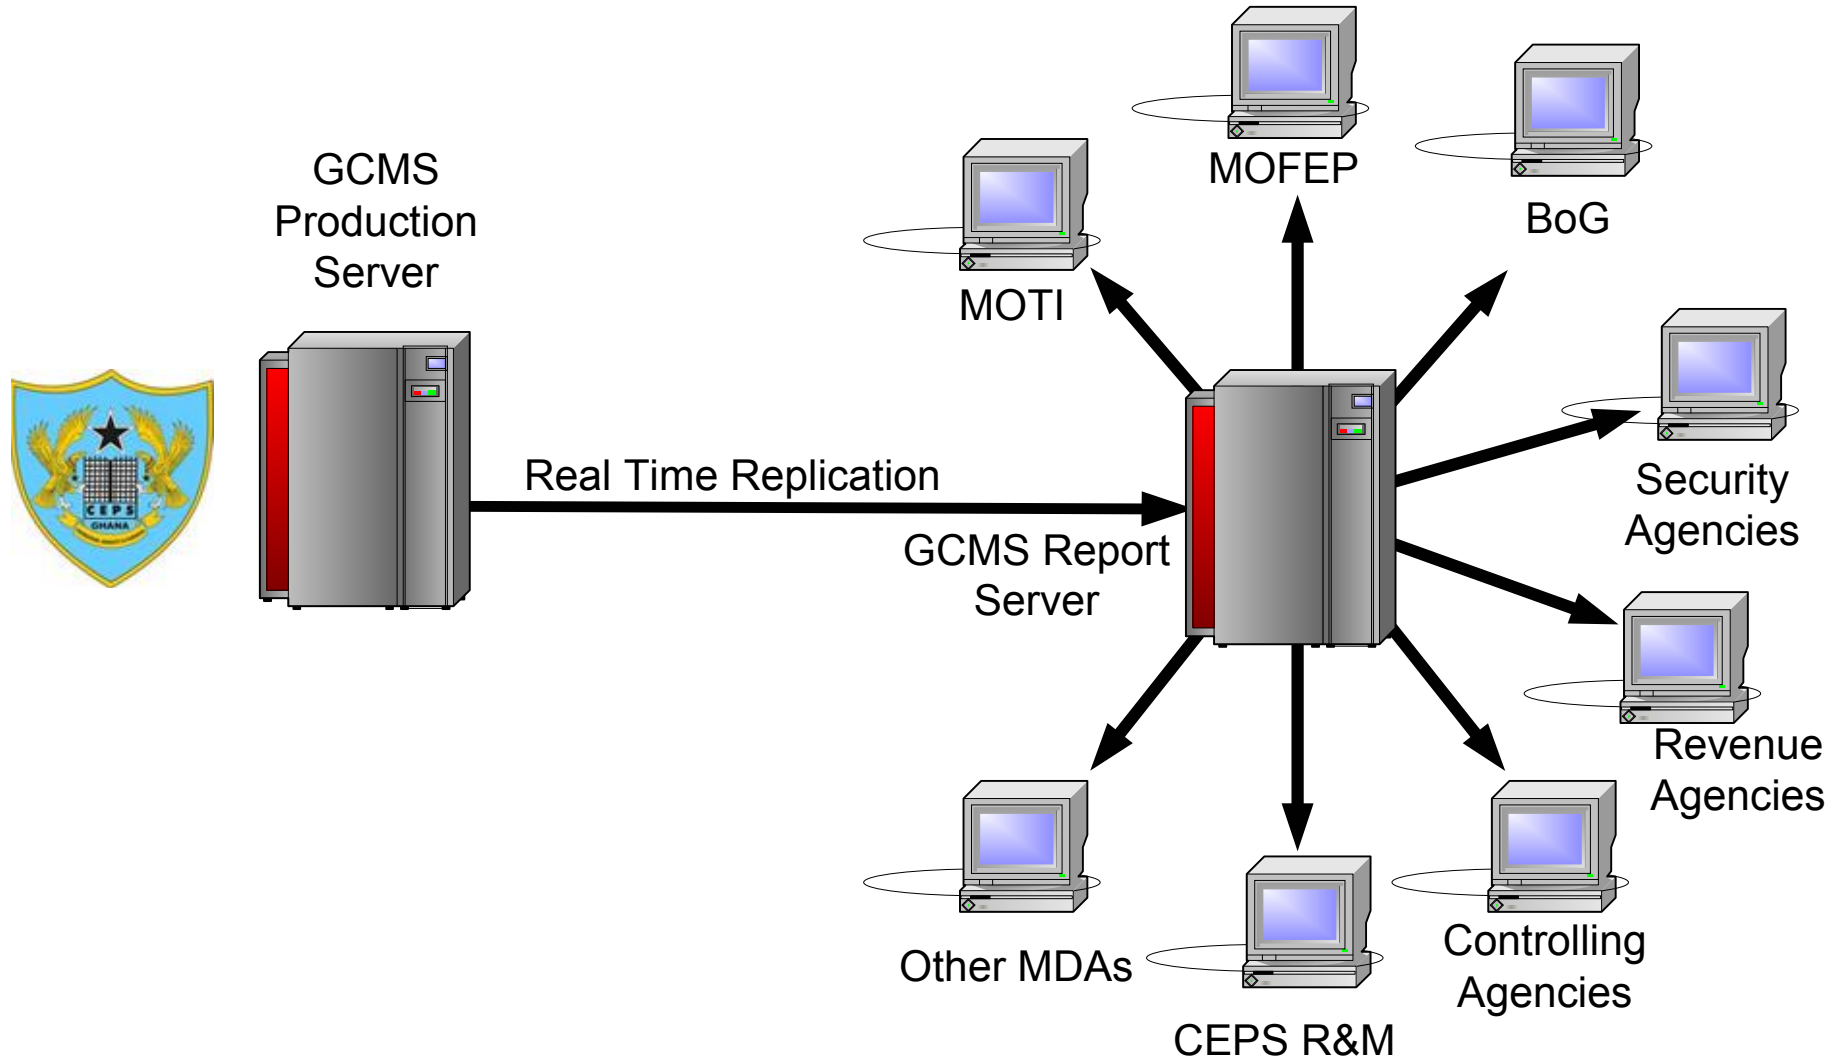 GCMS
Production
Server
CEPS
GHANA
Real Time Replication
GCMS Report
Server
MOTI
MOFEP
BoG
Security
Agencies
Revenue
Agencies
Controlling
Agencies
CEPS R&M
Other MDAs